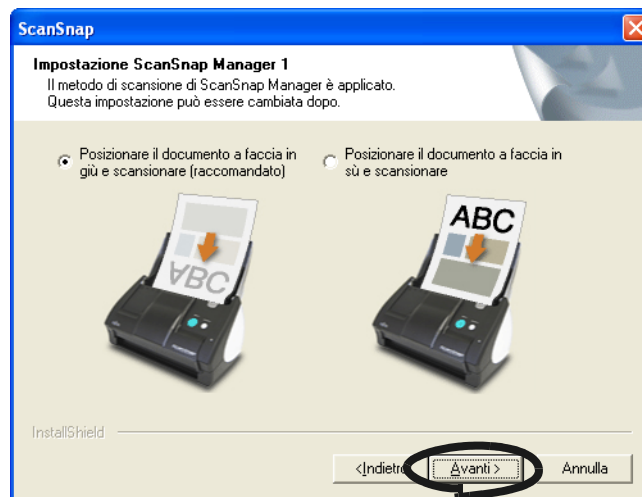 ScanSnap
Impostazione ScanSnap Manager 1
Il metodo di scansione di ScanSnap Manager è applicato.
Questa impostazione può essere cambiata dopo.
Posizionare il documento a faccia in
giù e scansionare (raccomandato)
Posizionare il documento a faccia in
sù e scansionare
ABC
ABC
InstallShield
<Indietro
Avanti >
Annulla